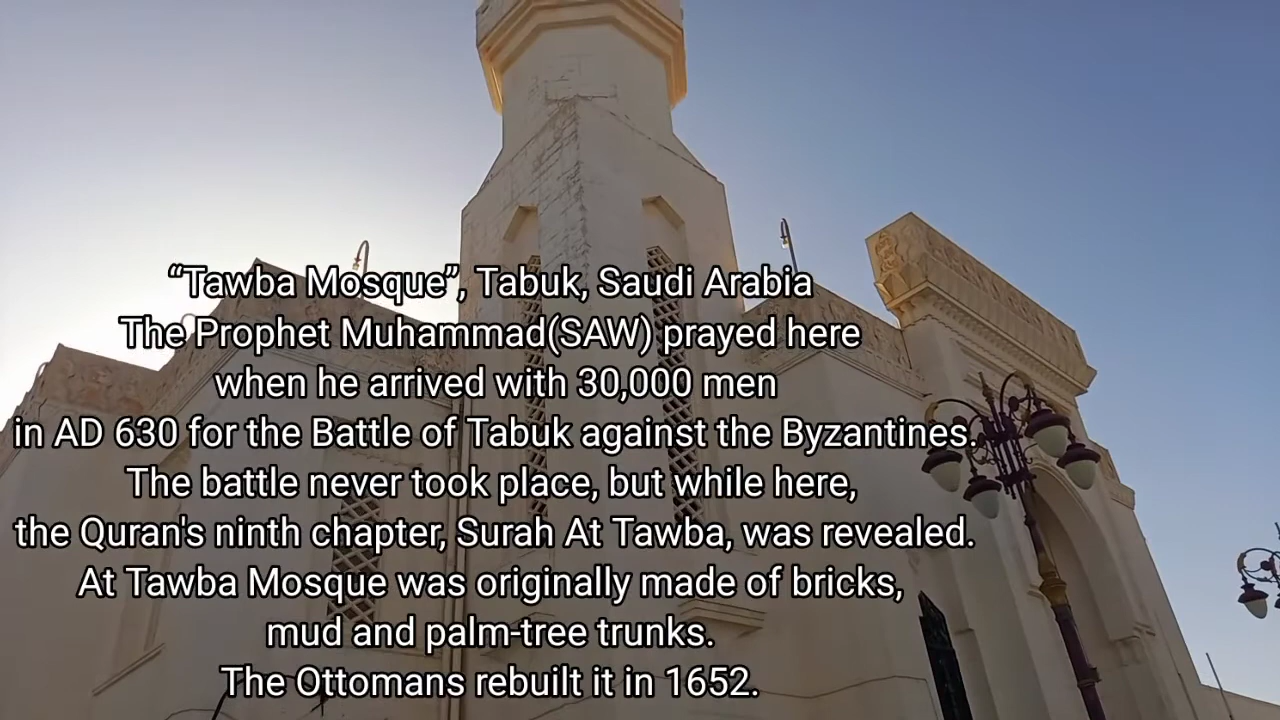 “Tawba Mosque”, Tabuk, Saudi Arabia
The Prophet Muhammad(SAW) prayed here
when he arrived with 30,000 men
in AD 630 for the Battle of Tabuk against the Byzantines.
The battle never took place, but while here,
the Quran's ninth chapter, Surah At Tawba, was revealed.
At Tawba Mosque was originally made of bricks,
mud and palm-tree trunks.
The Ottomans rebuilt it in 1652.